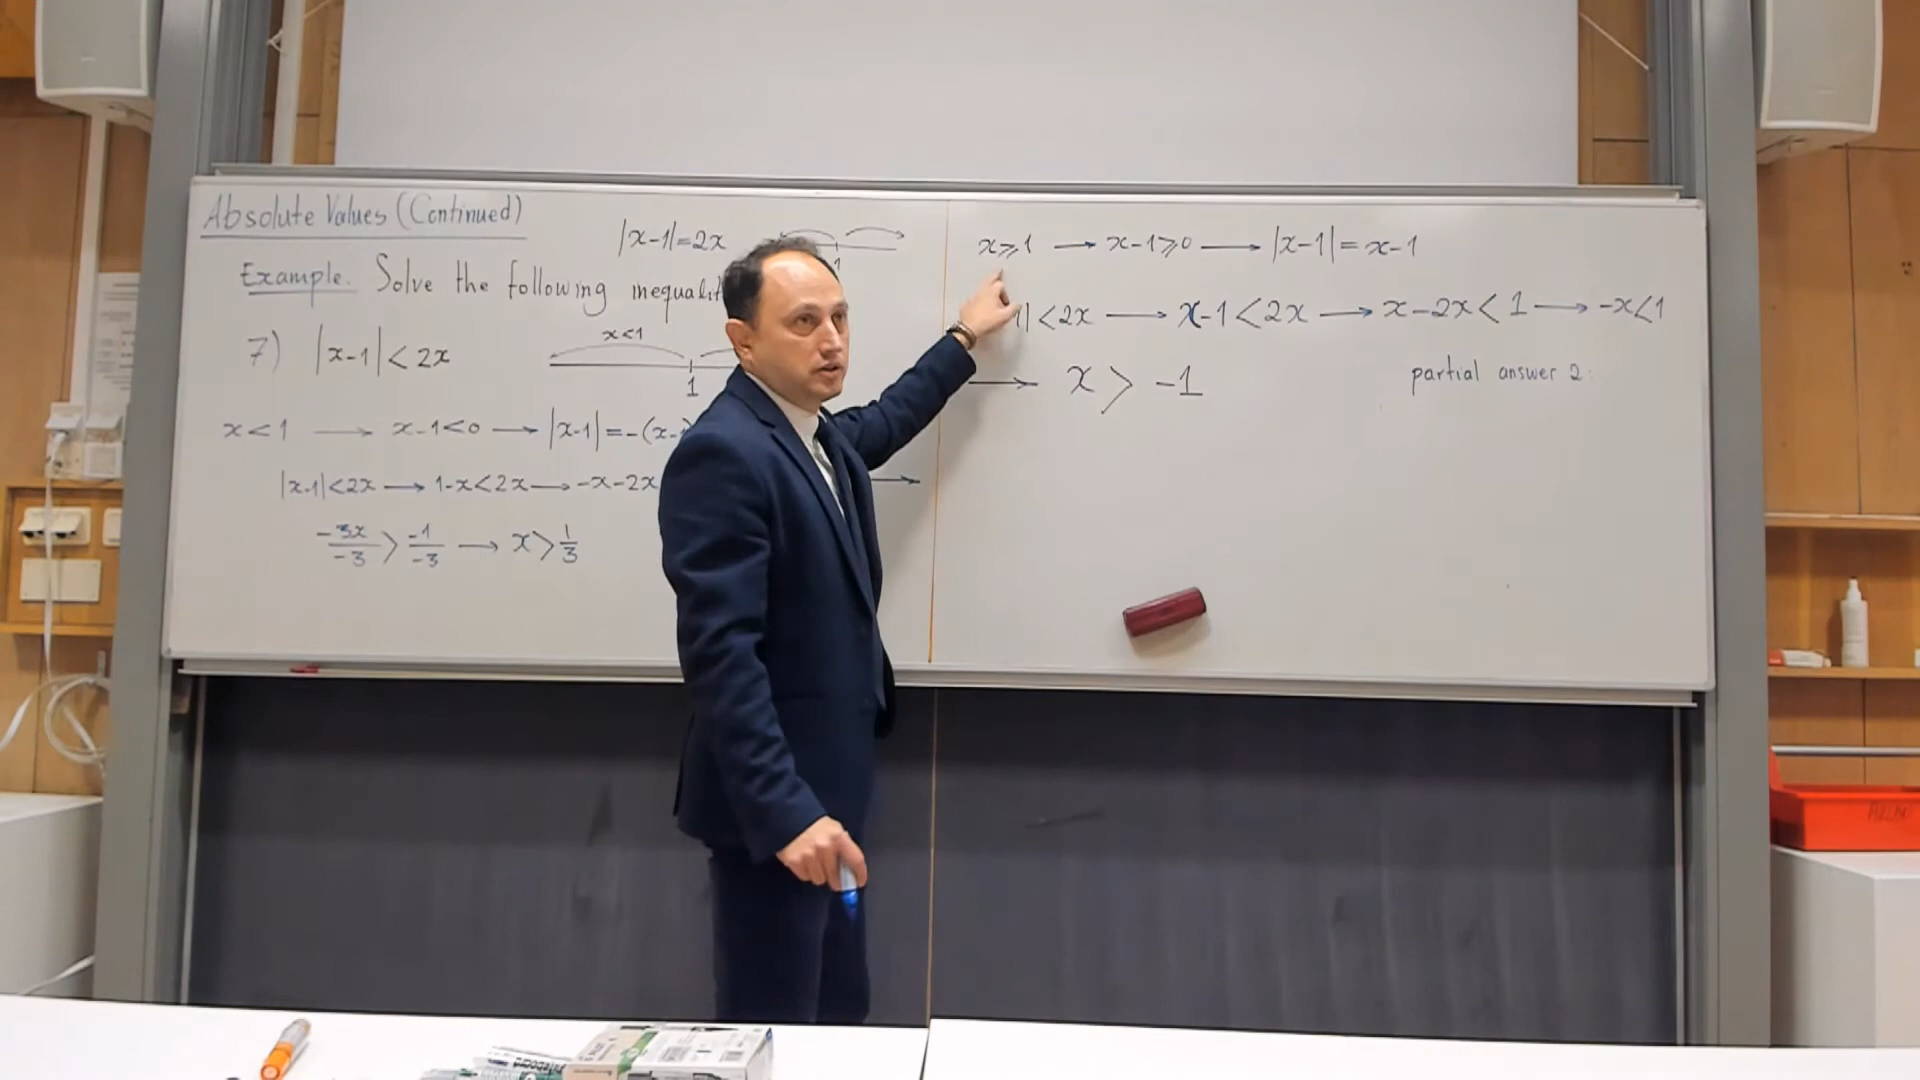 Absolute Values (Continued)
|x-1|=2x
Example. Solve the following
7) |x-1| < 2x
x<1
1
x<1 → x-1<0 → |x-1| = -(x-
|x-1|<2x → 1-x<2x → -x-2x
-3x/-3 > -1/-3 → x > 1/3
x⩾1 → x-1⩾0 → |x-1| = x-1
|<2x → x-1<2x → x-2x<1 → -x<1
→ x > -1
partial answer 2: